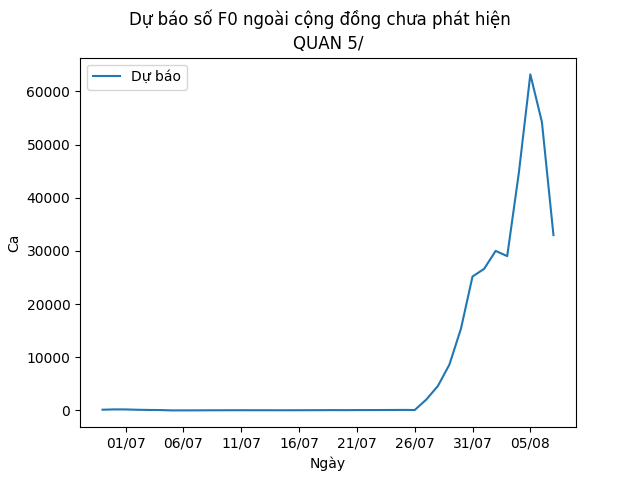 Dự báo số F0 ngoài cộng đồng chưa phát hiện
QUAN 5/
Dự báo
Ca
60000
50000
40000
30000
20000
10000
0
01/07 06/07 11/07 16/07 21/07 26/07 31/07 05/08
Ngày